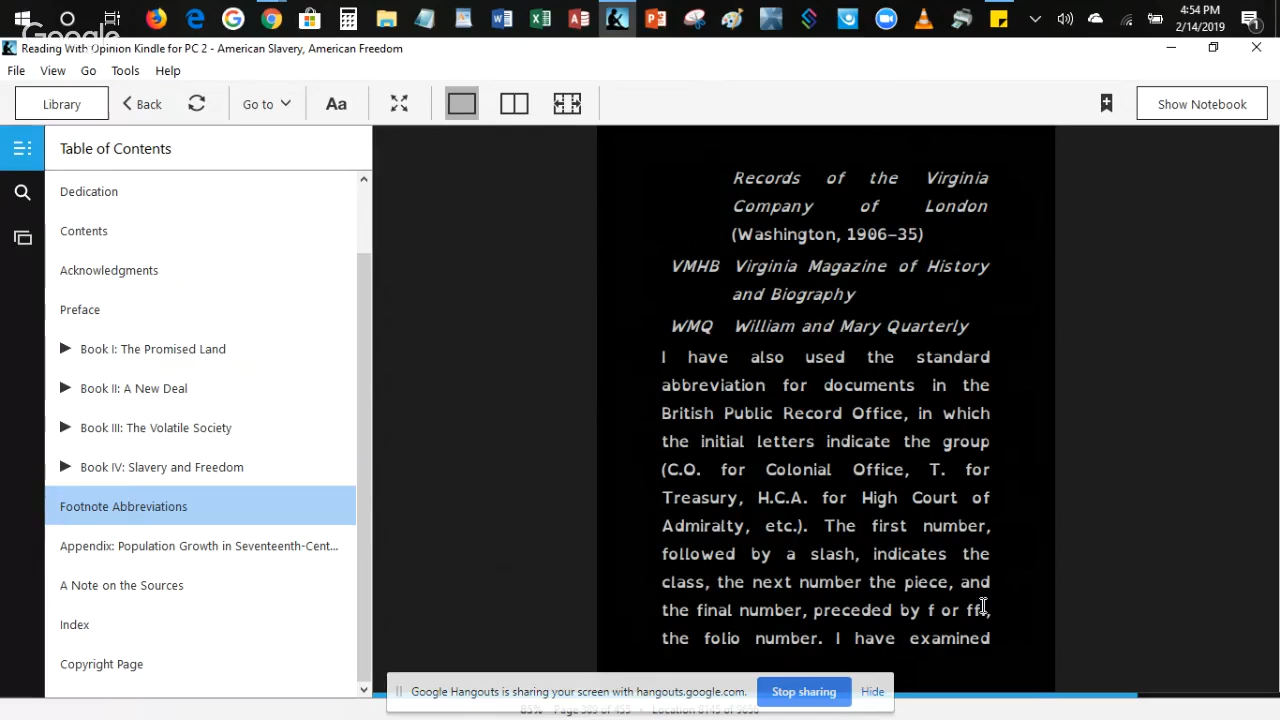 Google
4:54 PM
2/14/2019
Reading With Opinion Kindle for PC 2 - American Slavery, American Freedom
File View Go Tools Help
Library
Back
Go to
Aa
Show Notebook
Table of Contents
Dedication
Contents
Acknowledgments
Preface
Book I: The Promised Land
Book II: A New Deal
Book III: The Volatile Society
Book IV: Slavery and Freedom
Footnote Abbreviations
Appendix: Population Growth in Seventeenth-Cent...
A Note on the Sources
Index
Copyright Page
Records of the Virginia
Company of London
(Washington, 1906–35)
VMHB Virginia Magazine of History
and Biography
WMQ William and Mary Quarterly
I have also used the standard
abbreviation for documents in the
British Public Record Office, in which
the initial letters indicate the group
(C.O. for Colonial Office, T. for
Treasury, H.C.A. for High Court of
Admiralty, etc.). The first number,
followed by a slash, indicates the
class, the next number the piece, and
the final number, preceded by f or ff,
the folio number. I have examined
Google Hangouts is sharing your screen with hangouts.google.com.
Stop sharing
Hide